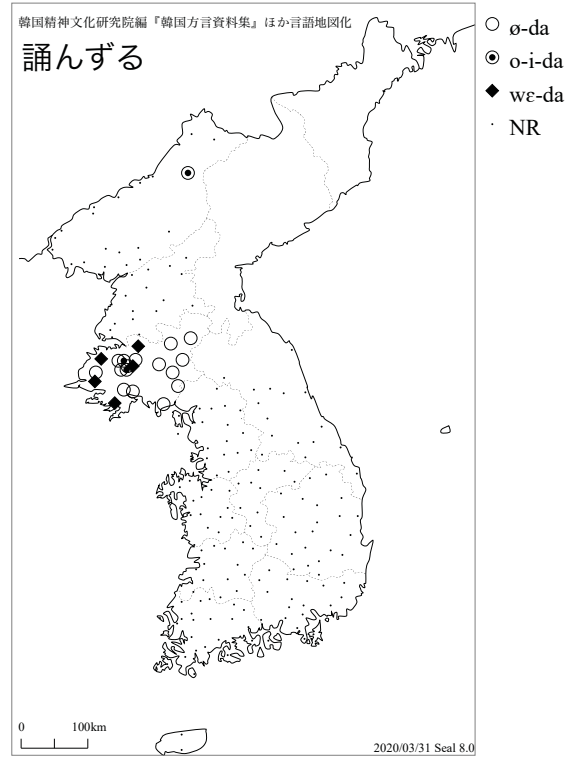 韓国精神文化研究院編『韓国方言資料集』ほか言語地図化
誦んずる
ø-da
o-i-da
wɛ-da
NR
0 100km
2020/03/31 Seal 8.0